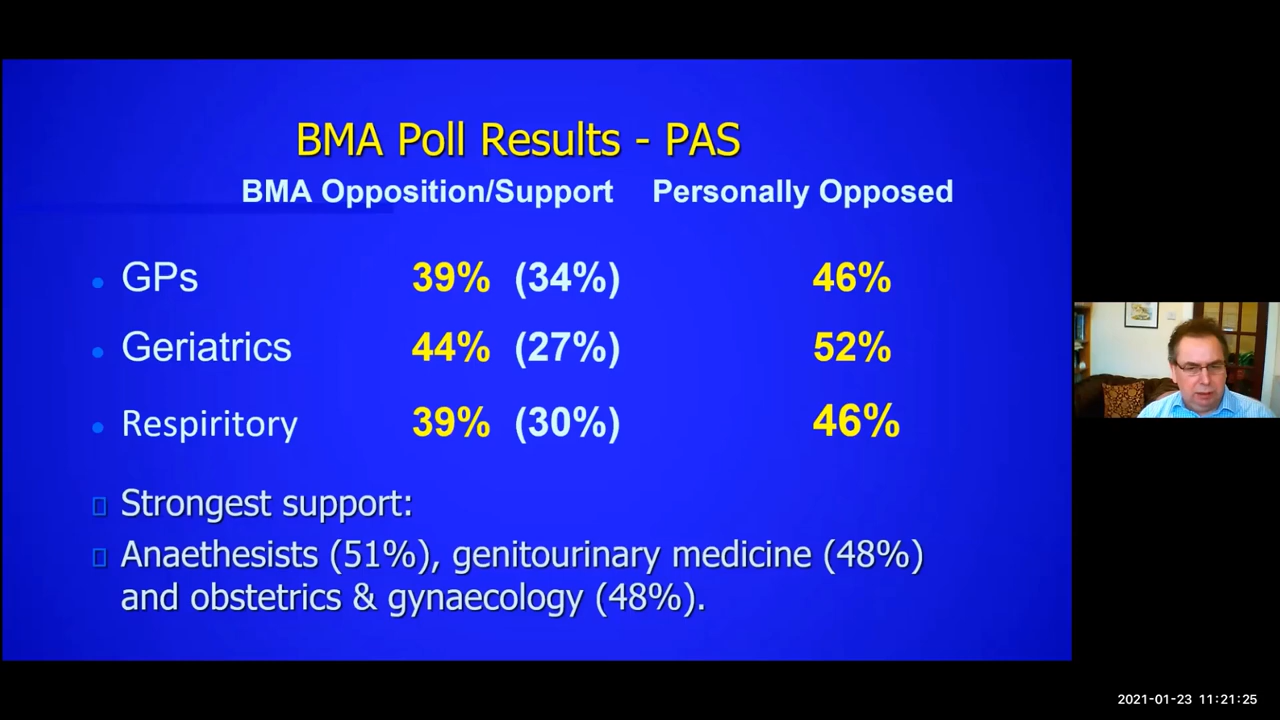 BMA Poll Results - PAS
BMA Opposition/Support Personally Opposed
GPs 39% (34%) 46%
Geriatrics 44% (27%) 52%
Respiritory 39% (30%) 46%
Strongest support:
Anaethesists (51%), genitourinary medicine (48%)
and obstetrics & gynaecology (48%).
2021-01-23 11:21:25